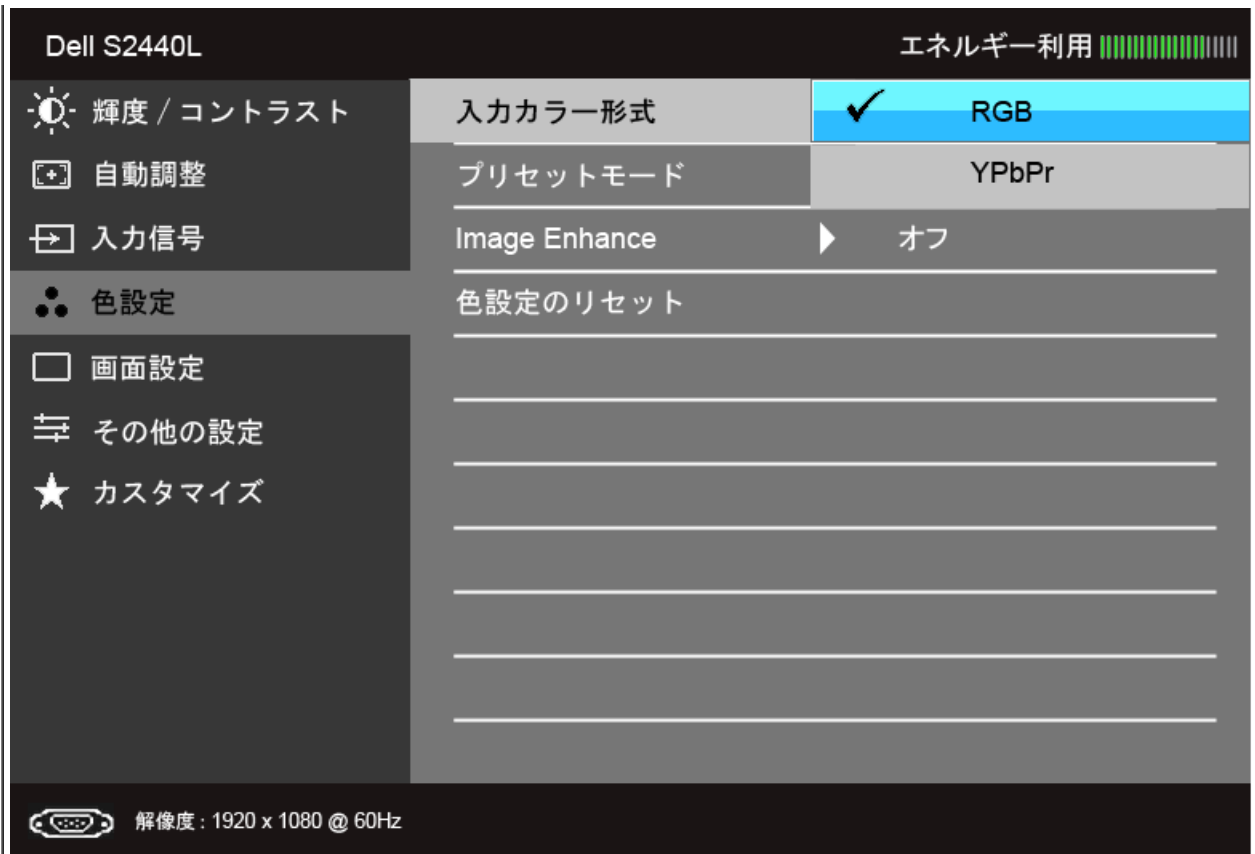 Dell S2440L エネルギー利用
輝度 / コントラスト 入力カラー形式 RGB
自動調整 プリセットモード YPbPr
入力信号 Image Enhance オフ
色設定 色設定のリセット
画面設定
その他の設定
カスタマイズ
解像度 : 1920 x 1080 @ 60Hz